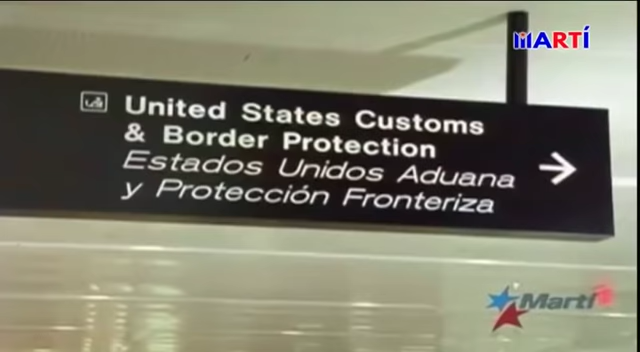 MARTÍ
United States Customs
& Border Protection
Estados Unidos Aduana
y Protección Fronteriza
Martí